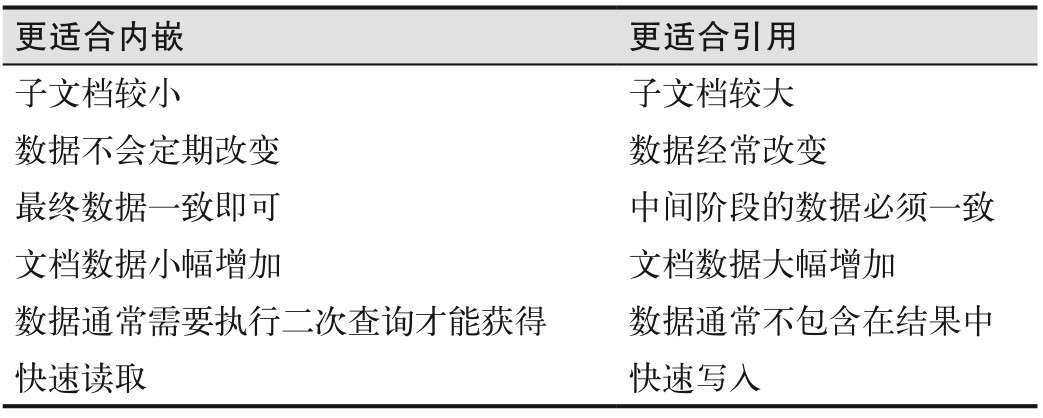 更适合内嵌 更适合引用
子文档较小 子文档较大
数据不会定期改变 数据经常改变
最终数据一致即可 中间阶段的数据必须一致
文档数据小幅增加 文档数据大幅增加
数据通常需要执行二次查询才能获得 数据通常不包含在结果中
快速读取 快速写入